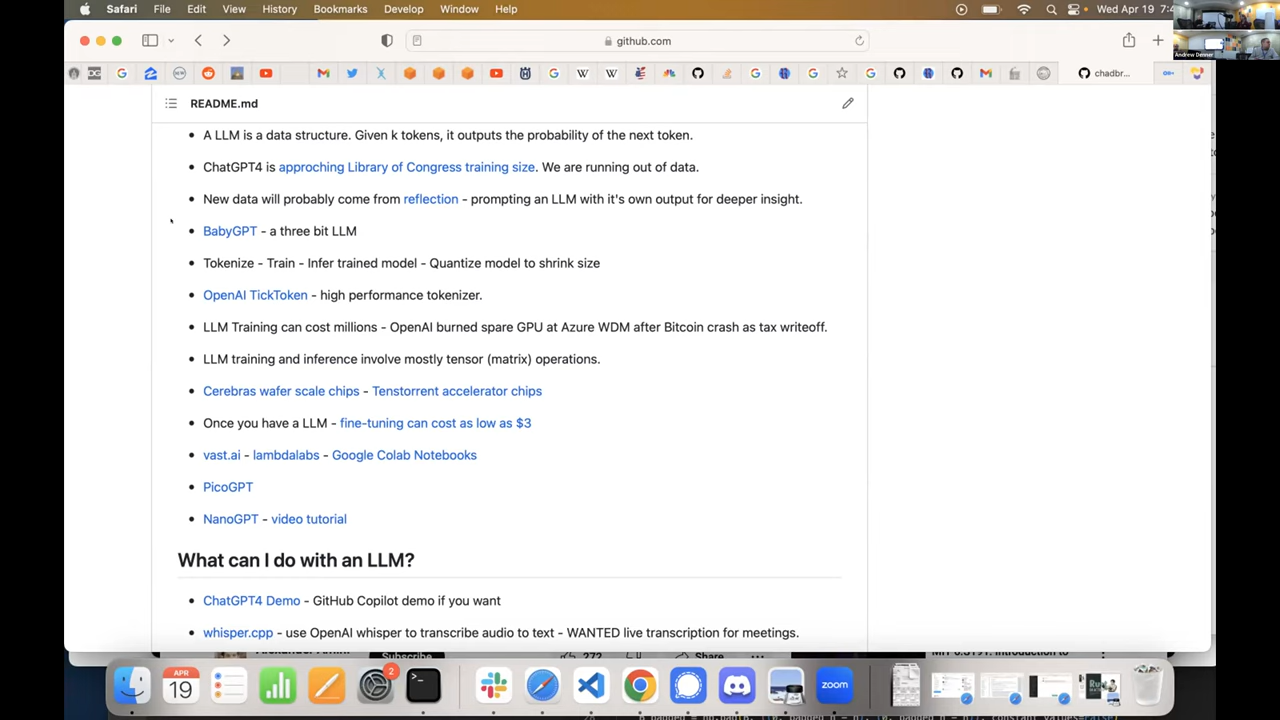 Safari File Edit View History Bookmarks Develop Window Help Wed Apr 19 7:4
Andrew Denner
github.com
chadbr...
README.md
A LLM is a data structure. Given k tokens, it outputs the probability of the next token.
ChatGPT4 is approching Library of Congress training size. We are running out of data.
New data will probably come from reflection - prompting an LLM with it's own output for deeper insight.
BabyGPT - a three bit LLM
Tokenize - Train - Infer trained model - Quantize model to shrink size
OpenAI TickToken - high performance tokenizer.
LLM Training can cost millions - OpenAI burned spare GPU at Azure WDM after Bitcoin crash as tax writeoff.
LLM training and inference involve mostly tensor (matrix) operations.
Cerebras wafer scale chips - Tenstorrent accelerator chips
Once you have a LLM - fine-tuning can cost as low as $3
vast.ai - lambdalabs - Google Colab Notebooks
PicoGPT
NanoGPT - video tutorial
What can I do with an LLM?
ChatGPT4 Demo - GitHub Copilot demo if you want
whisper.cpp - use OpenAI whisper to transcribe audio to text - WANTED live transcription for meetings.
APR
19
2
zoom